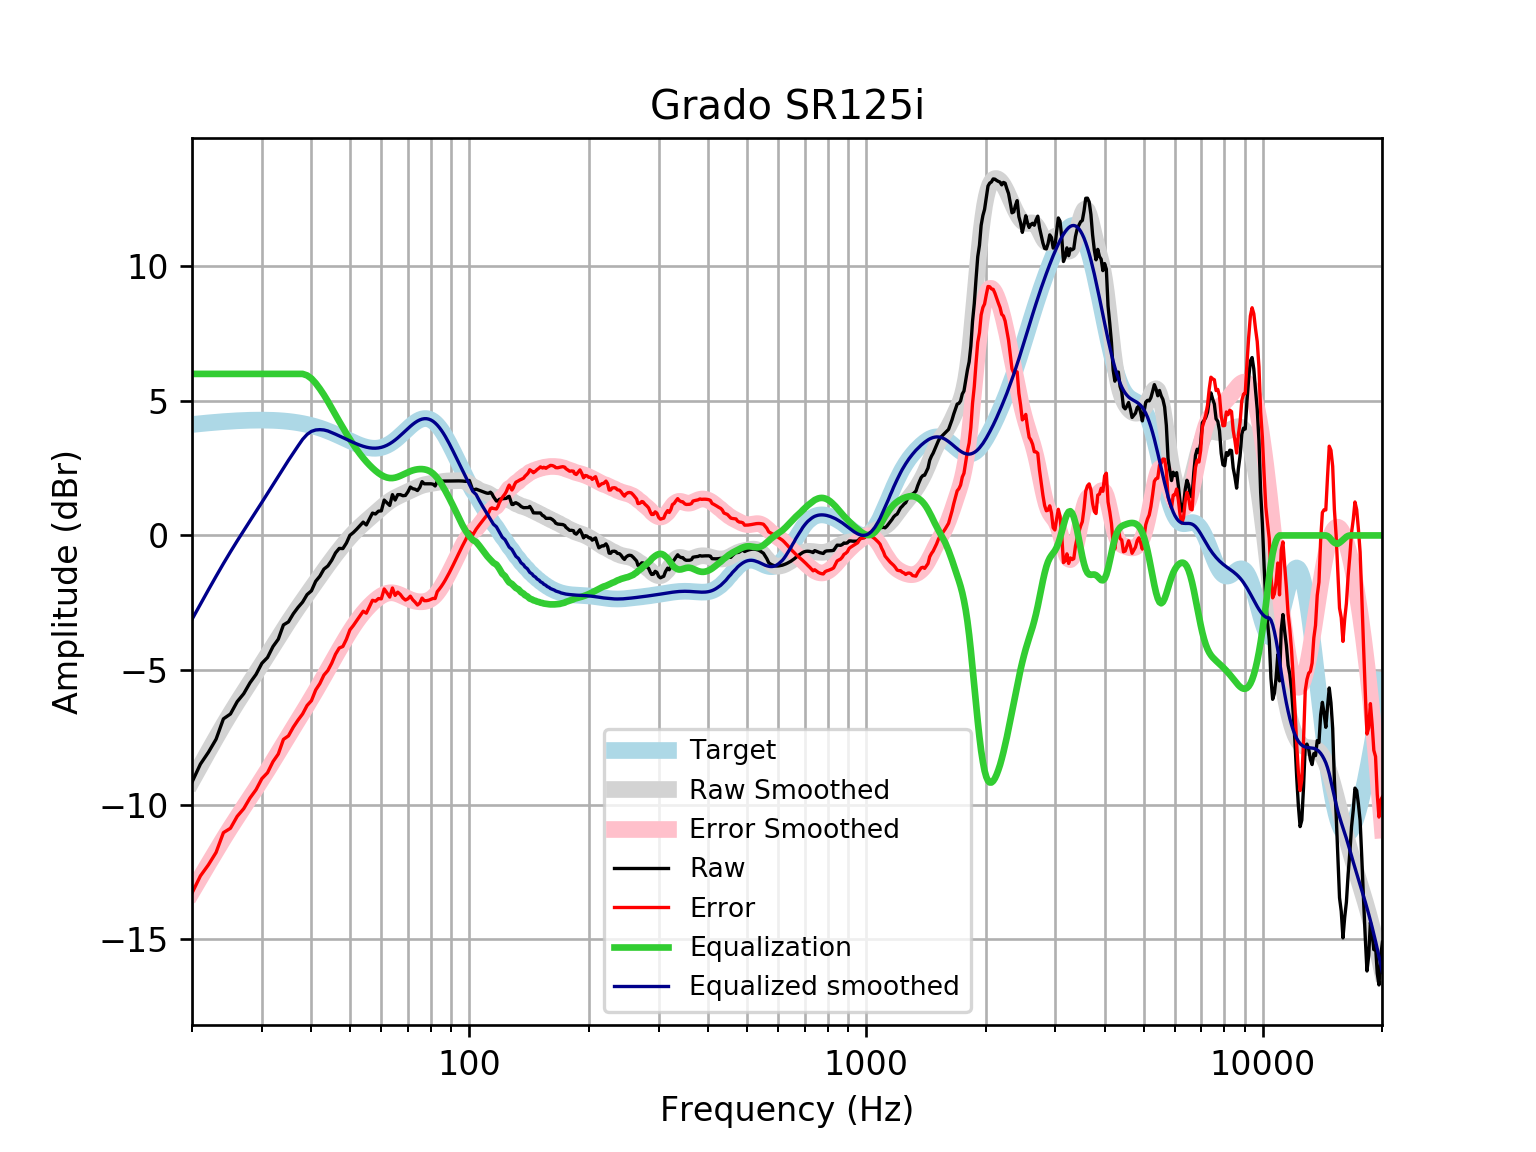 Grado SR125i
Amplitude (dBr)
10
5
0
−5
−10
−15
Target
Raw Smoothed
Error Smoothed
Raw
Error
Equalization
Equalized smoothed
100
1000
10000
Frequency (Hz)